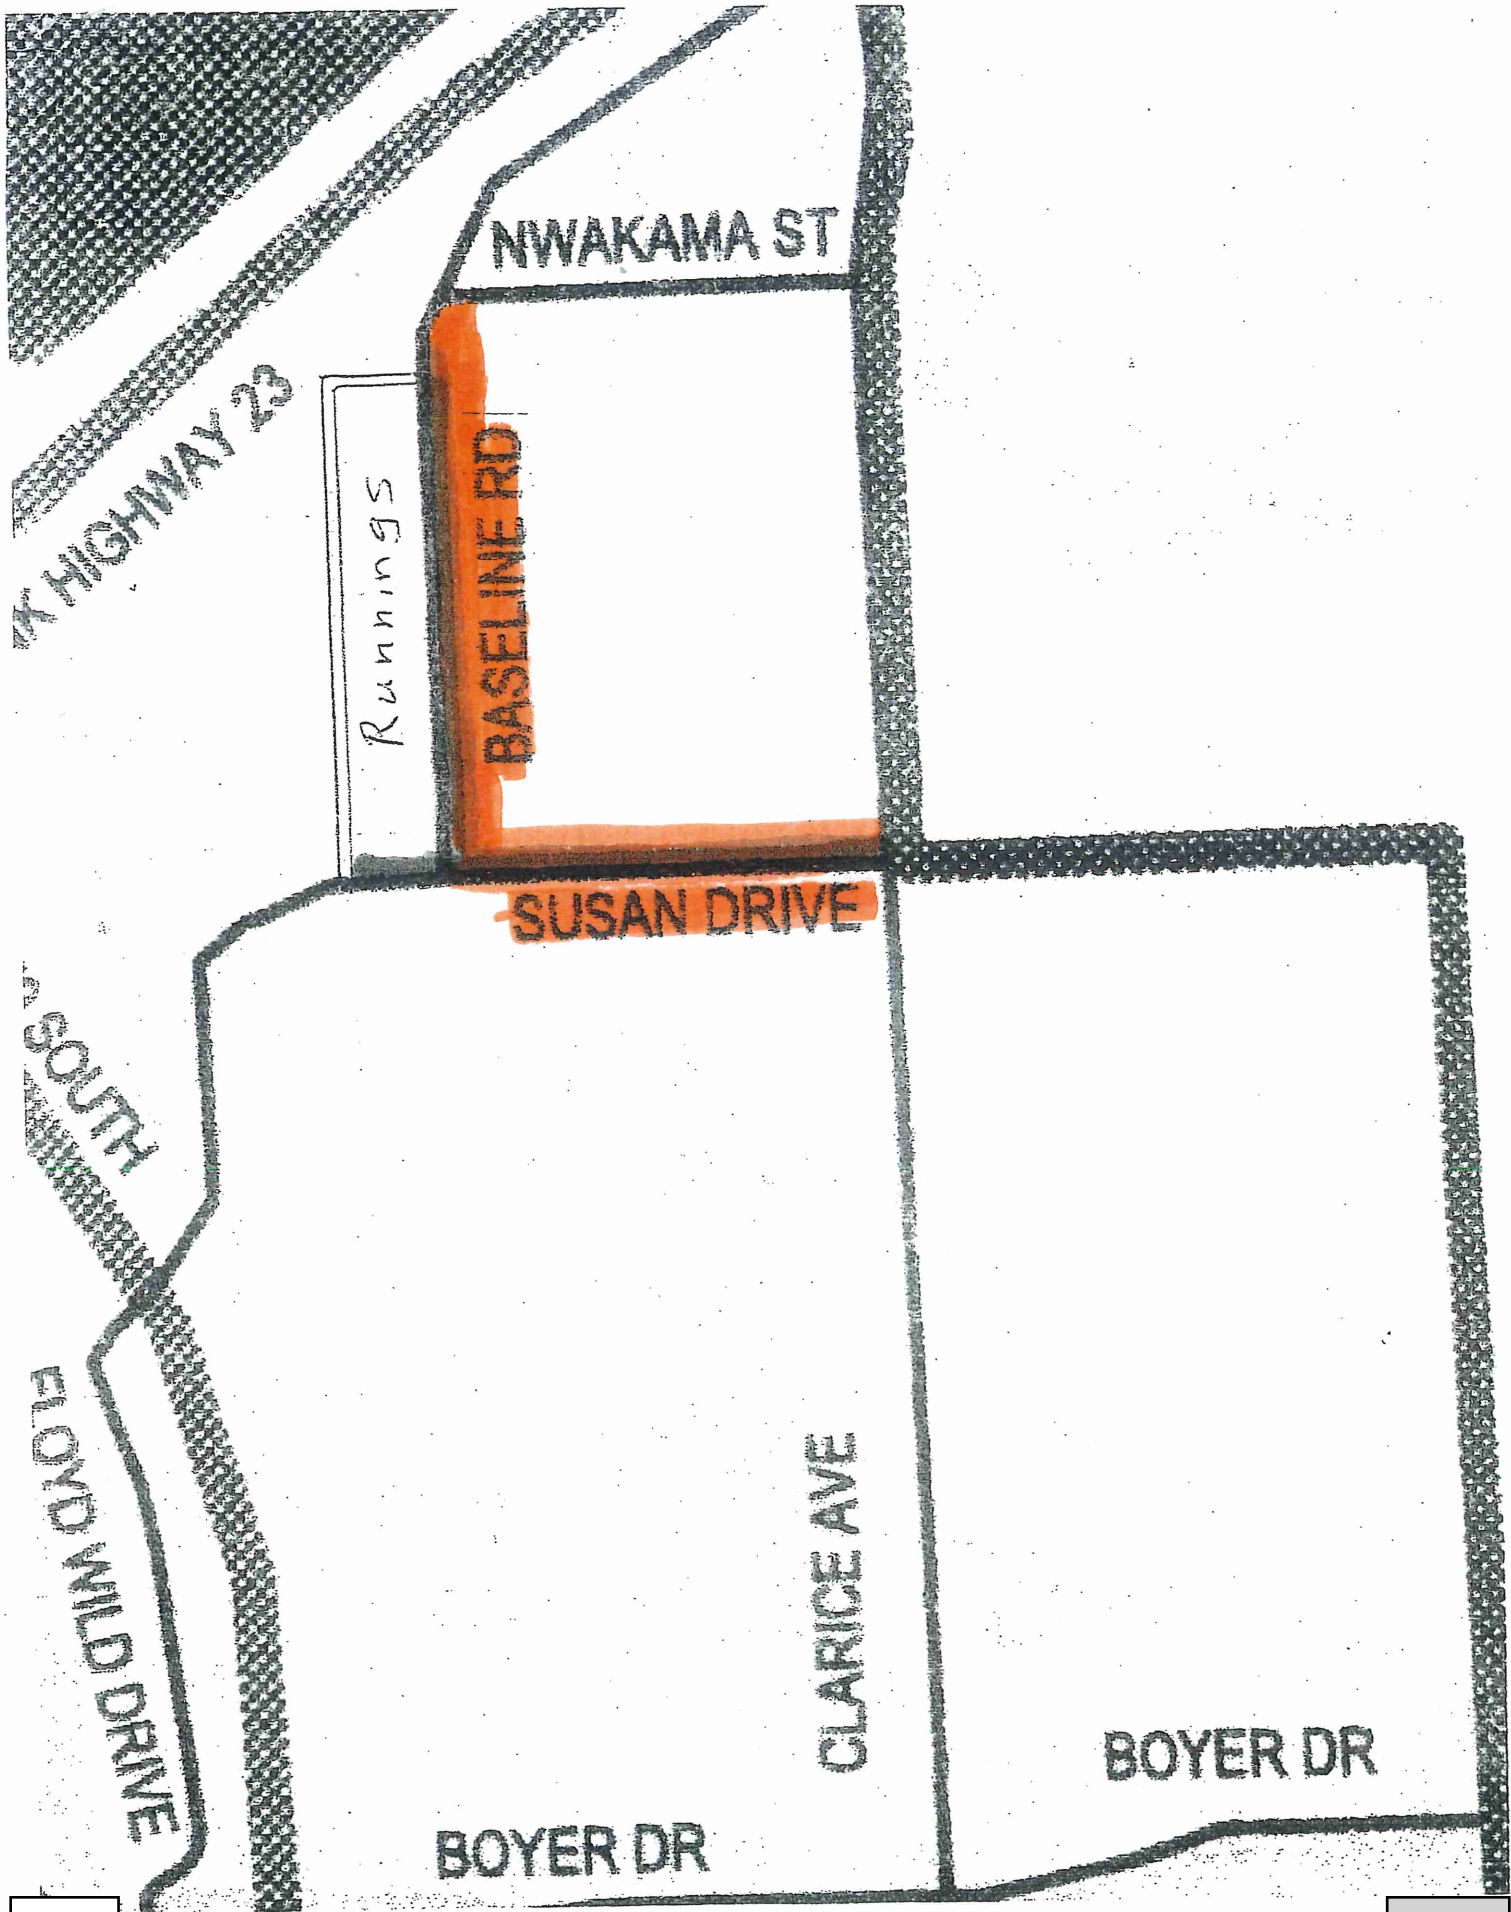 NWAKAMA ST
K HIGHWAY 23
Runnings
BASELINE RD
SUSAN DRIVE
SOUTH
FLOYD WILD DRIVE
CLARICE AVE
BOYER DR
BOYER DR